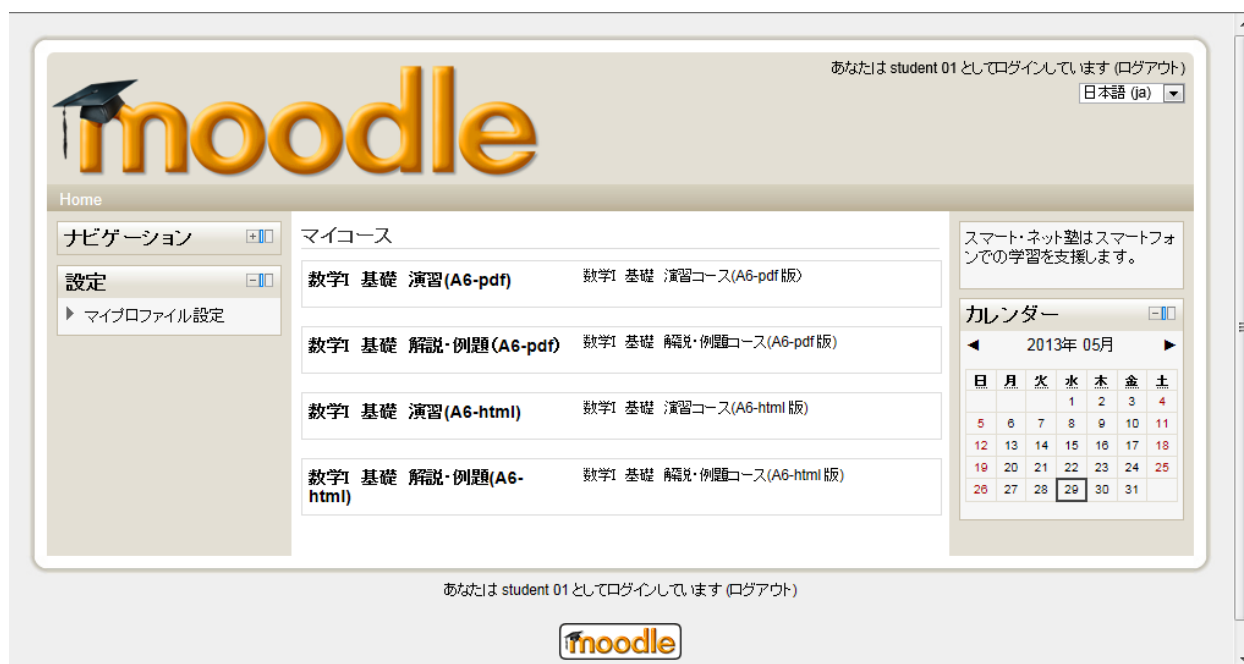 moodle
あなたは student 01 としてログインしています (ログアウト)
日本語 (ja)
Home
ナビゲーション
設定
マイプロファイル設定
マイコース
数学I 基礎 演習(A6-pdf)
数学I 基礎 演習コース(A6-pdf版)
数学I 基礎 解説・例題(A6-pdf)
数学I 基礎 解説・例題コース(A6-pdf版)
数学I 基礎 演習(A6-html)
数学I 基礎 演習コース(A6-html版)
数学I 基礎 解説・例題(A6-
html)
数学I 基礎 解説・例題コース(A6-html版)
スマート・ネット塾はスマートフォ
ンでの学習を支援します。
カレンダー
◄ 2013年 05月 ►
日 月 火 水 木 金 土
1 2 3 4
5 6 7 8 9 10 11
12 13 14 15 16 17 18
19 20 21 22 23 24 25
26 27 28 29 30 31
あなたは student 01 としてログインしています (ログアウト)
moodle